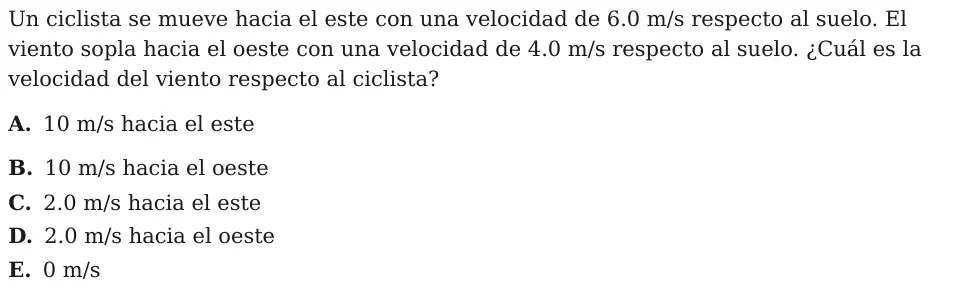 Un ciclista se mueve hacia el este con una velocidad de 6.0 m/s respecto al suelo. El
viento sopla hacia el oeste con una velocidad de 4.0 m/s respecto al suelo. ¿Cuál es la
velocidad del viento respecto al ciclista?
A. 10 m/s hacia el este
B. 10 m/s hacia el oeste
C. 2.0 m/s hacia el este
D. 2.0 m/s hacia el oeste
E. 0 m/s